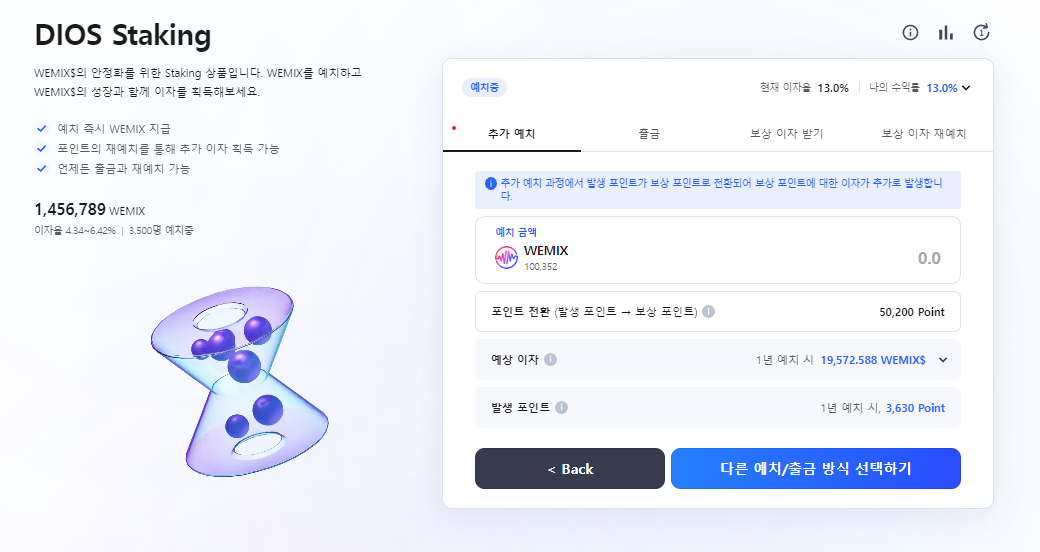 DIOS Staking
WEMIX$의 안정화를 위한 Staking 상품입니다. WEMIX를 예치하고
WEMIX$의 성장과 함께 이자를 획득해보세요.
예치 즉시 WEMIX 지급
포인트의 재예치를 통해 추가 이자 획득 가능
언제든 출금과 재예치 가능
1,456,789 WEMIX
이자율 4.34~6.42% | 3,500명 예치중
예치중
현재 이자율 13.0% | 나의 수익률 13.0%
추가 예치 출금 보상 이자 받기 보상 이자 재예치
추가 예치 과정에서 발생 포인트가 보상 포인트로 전환되어 보상 포인트에 대한 이자가 추가로 발생합니
다.
예치 금액
WEMIX
100,352
0.0
포인트 전환 (발생 포인트 → 보상 포인트) 50,200 Point
예상 이자 1년 예치 시 19,572.588 WEMIX$
발생 포인트 1년 예치 시, 3,630 Point
< Back
다른 예치/출금 방식 선택하기